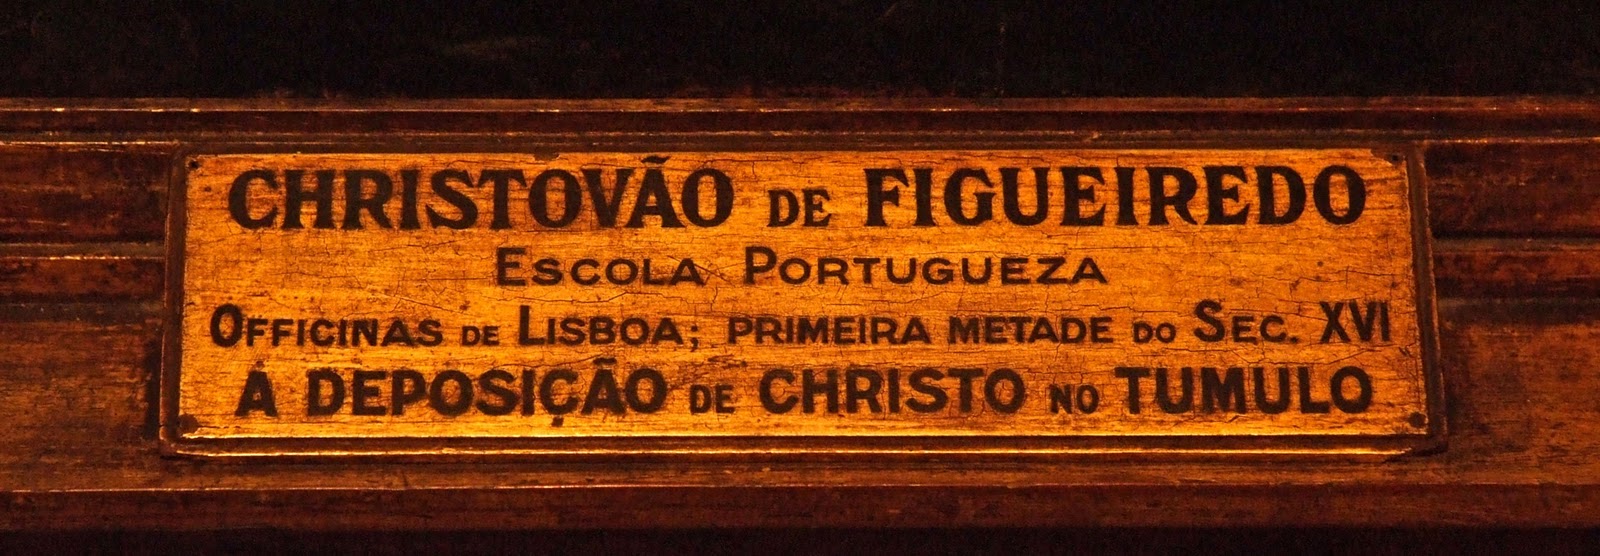 CHRISTOVÃO DE FIGUEIREDO
ESCOLA PORTUGUEZA
OFFICINAS DE LISBOA; PRIMEIRA METADE DO SEC. XVI
A DEPOSIÇÃO DE CHRISTO NO TUMULO